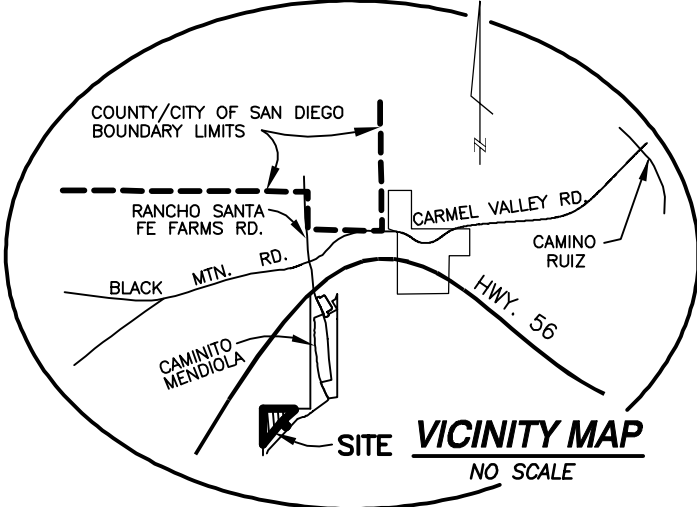 COUNTY/CITY OF SAN DIEGO
BOUNDARY LIMITS
N
RANCHO SANTA
FE FARMS RD.
CARMEL VALLEY RD.
CAMINO
RUIZ
BLACK MTN. RD.
HWY. 56
CAMINITO
MENDIOLA
SITE
VICINITY MAP
NO SCALE